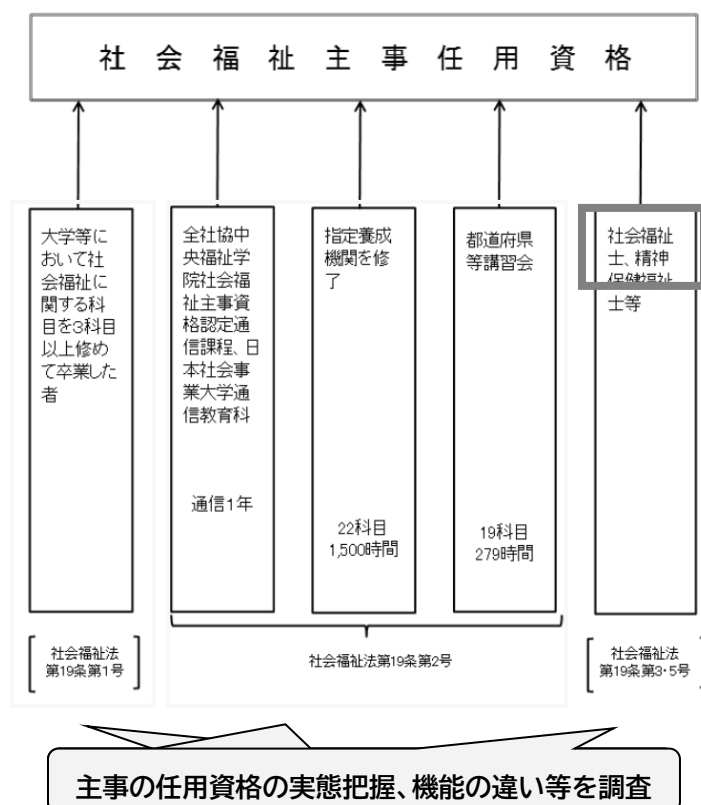 社会福祉主事任用資格
大学等に
おいて社
会福祉に
関する科
目を3科目
以上修め
て卒業した
者
全社協中
央福祉学
院社会福
祉主事資
格認定通
信課程、日
本社会事
業大学通
信教育科
通信1年
指定養成
機関を修
了
22科目
1,500時間
都道府県
等講習会
19科目
279時間
社会福祉
士、精神
保健福祉
士等
社会福祉法
第19条第1号
社会福祉法第19条第2号
社会福祉法
第19条第3・5号
主事の任用資格の実態把握、機能の違い等を調査